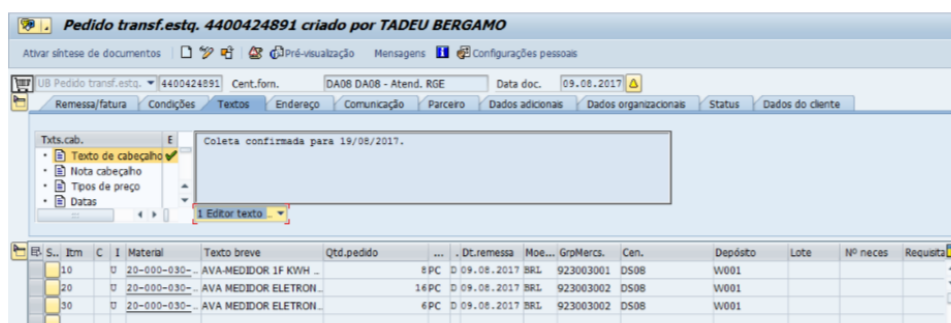 Pedido transf.estq. 4400424891 criado por TADEU BERGAMO
Ativar síntese de documentos Pré-visualização Mensagens Configurações pessoais
UB Pedido transf.estq. 4400424891 Cent.forn. DA08 DA08 - Atend. RGE Data doc. 09.08.2017
Remessa/fatura Condições Textos Endereço Comunicação Parceiro Dados adicionais Dados organizacionais Status Dados do cliente
Txts.cab. E
Coleta confirmada para 19/08/2017.
Texto de cabeçalho
Nota cabeçalho
Tipos de preço
Datas
1 Editor texto ..
S.. Itm C I Material Texto breve Qtd.pedido ... . Dt.remessa Moe... GrpMercs. Cen. Depósito Lote Nº neces Requisita
10 U 20-000-030-.. AVA-MEDIDOR 1F KWH .. 8 PC D 09.08.2017 BRL 923003001 DS08 W001
20 U 20-000-030-.. AVA MEDIDOR ELETRON.. 16 PC D 09.08.2017 BRL 923003002 DS08 W001
30 U 20-000-030-.. AVA MEDIDOR ELETRON.. 6 PC D 09.08.2017 BRL 923003002 DS08 W001